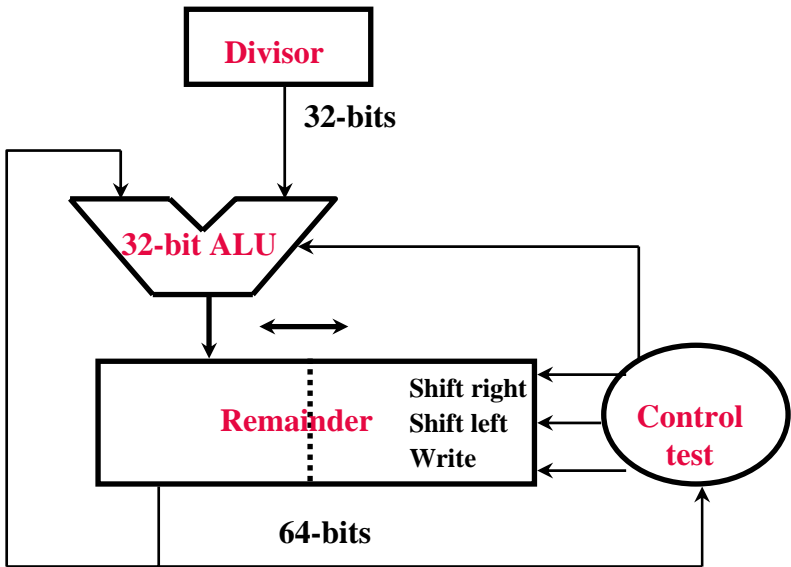 Divisor
32-bits
32-bit ALU
Remainder
Shift right
Shift left
Write
Control
test
64-bits